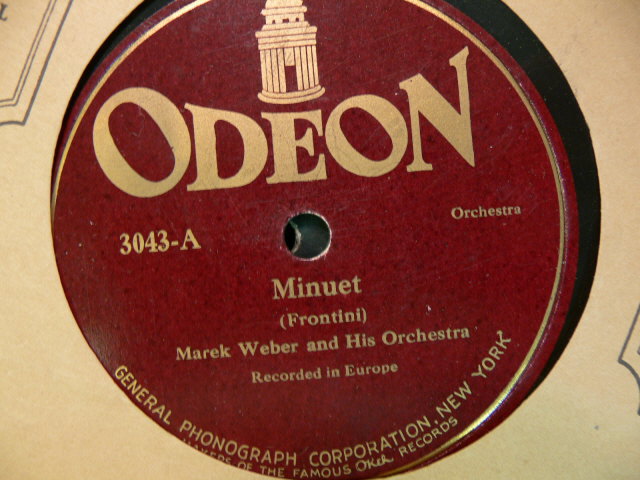 ODEON
Orchestra
3043-A
Minuet
(Frontini)
Marek Weber and His Orchestra
Recorded in Europe
GENERAL PHONOGRAPH CORPORATION, NEW YORK
OF THE FAMOUS Okeh RECORDS